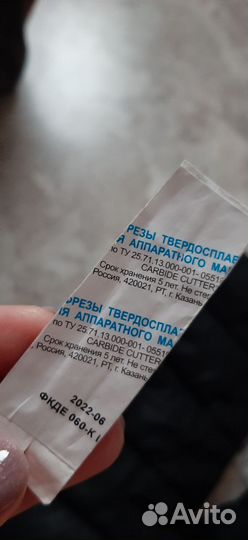 РЕЗЫ ТВЕРДОСПЛАВ
Я АППАРАТНОГО МА
по ТУ 25.71.13.000-001- 0551
CARBIDE CUTTER
Срок хранения 5 лет. Не сте
Россия, 420021, РТ, г. Казань
РЕЗЫ ТВЕРДОСПЛАВ
Я АППАРАТНОГО МА
по ТУ 25.71.13.000-001- 0551
CARBIDE CUTTER
Срок хранения 5 лет. Не сте
Россия, 420021, РТ, г. Казань
2022-06
ФКДЕ 060-К
Avito